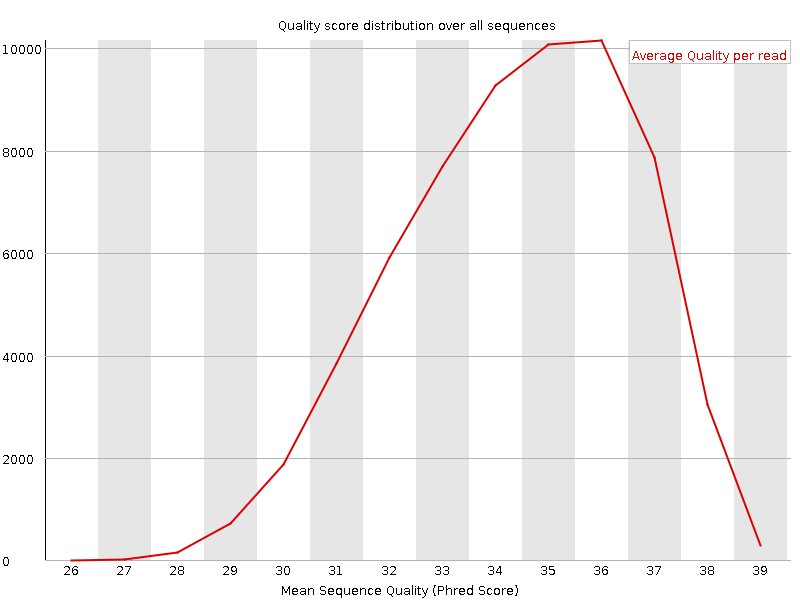 Quality score distribution over all sequences
Average Quality per read
10000
8000
6000
4000
2000
0
26 27 28 29 30 31 32 33 34 35 36 37 38 39
Mean Sequence Quality (Phred Score)